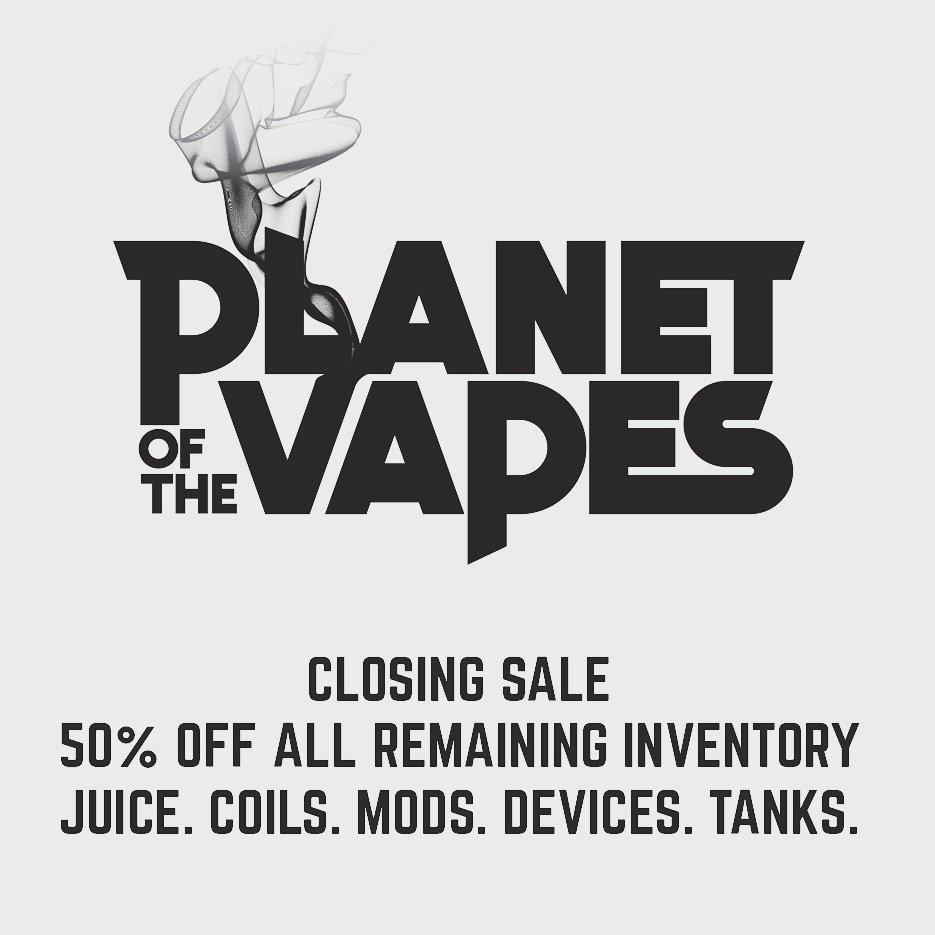 PLANET
OF THE VAPES
CLOSING SALE
50% OFF ALL REMAINING INVENTORY
JUICE. COILS. MODS. DEVICES. TANKS.